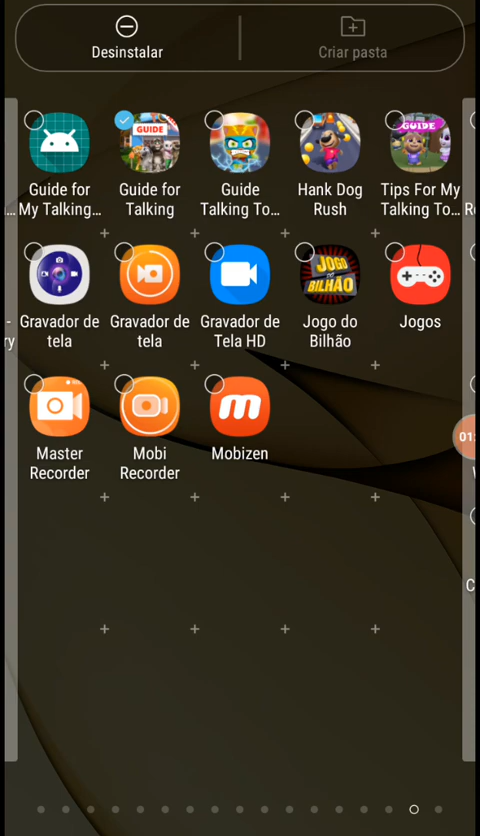 Desinstalar
Criar pasta
GUIDE
GUIDE
Guide for
My Talking...
Guide for
Talking
Guide
Talking To...
Hank Dog
Rush
Tips For My
Talking To...
Gravador de
tela
Gravador de
tela
Gravador de
Tela HD
JOGO
DO
BILHÃO
Jogo do
Bilhão
Jogos
01:
Master
Recorder
Mobi
Recorder
m
Mobizen